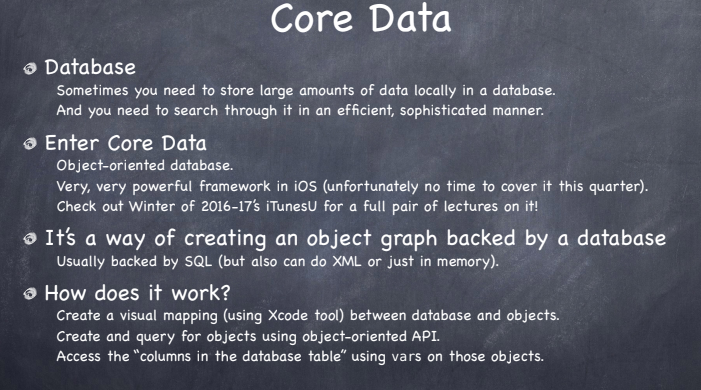 Core Data
Database
Sometimes you need to store large amounts of data locally in a database.
And you need to search through it in an efficient, sophisticated manner.
Enter Core Data
Object-oriented database.
Very, very powerful framework in iOS (unfortunately no time to cover it this quarter).
Check out Winter of 2016-17's iTunesU for a full pair of lectures on it!
It's a way of creating an object graph backed by a database
Usually backed by SQL (but also can do XML or just in memory).
How does it work?
Create a visual mapping (using Xcode tool) between database and objects.
Create and query for objects using object-oriented API.
Access the “columns in the database table” using vars on those objects.